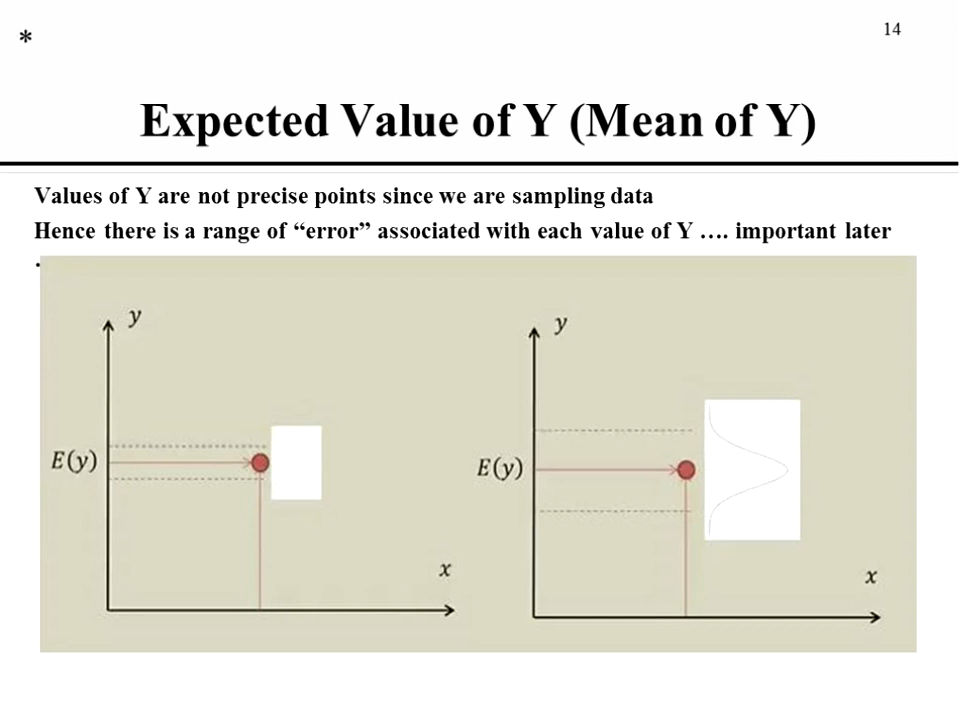 *
14
Expected Value of Y (Mean of Y)
Values of Y are not precise points since we are sampling data
Hence there is a range of “error” associated with each value of Y …. important later
.
y
E(y)
x
y
E(y)
x